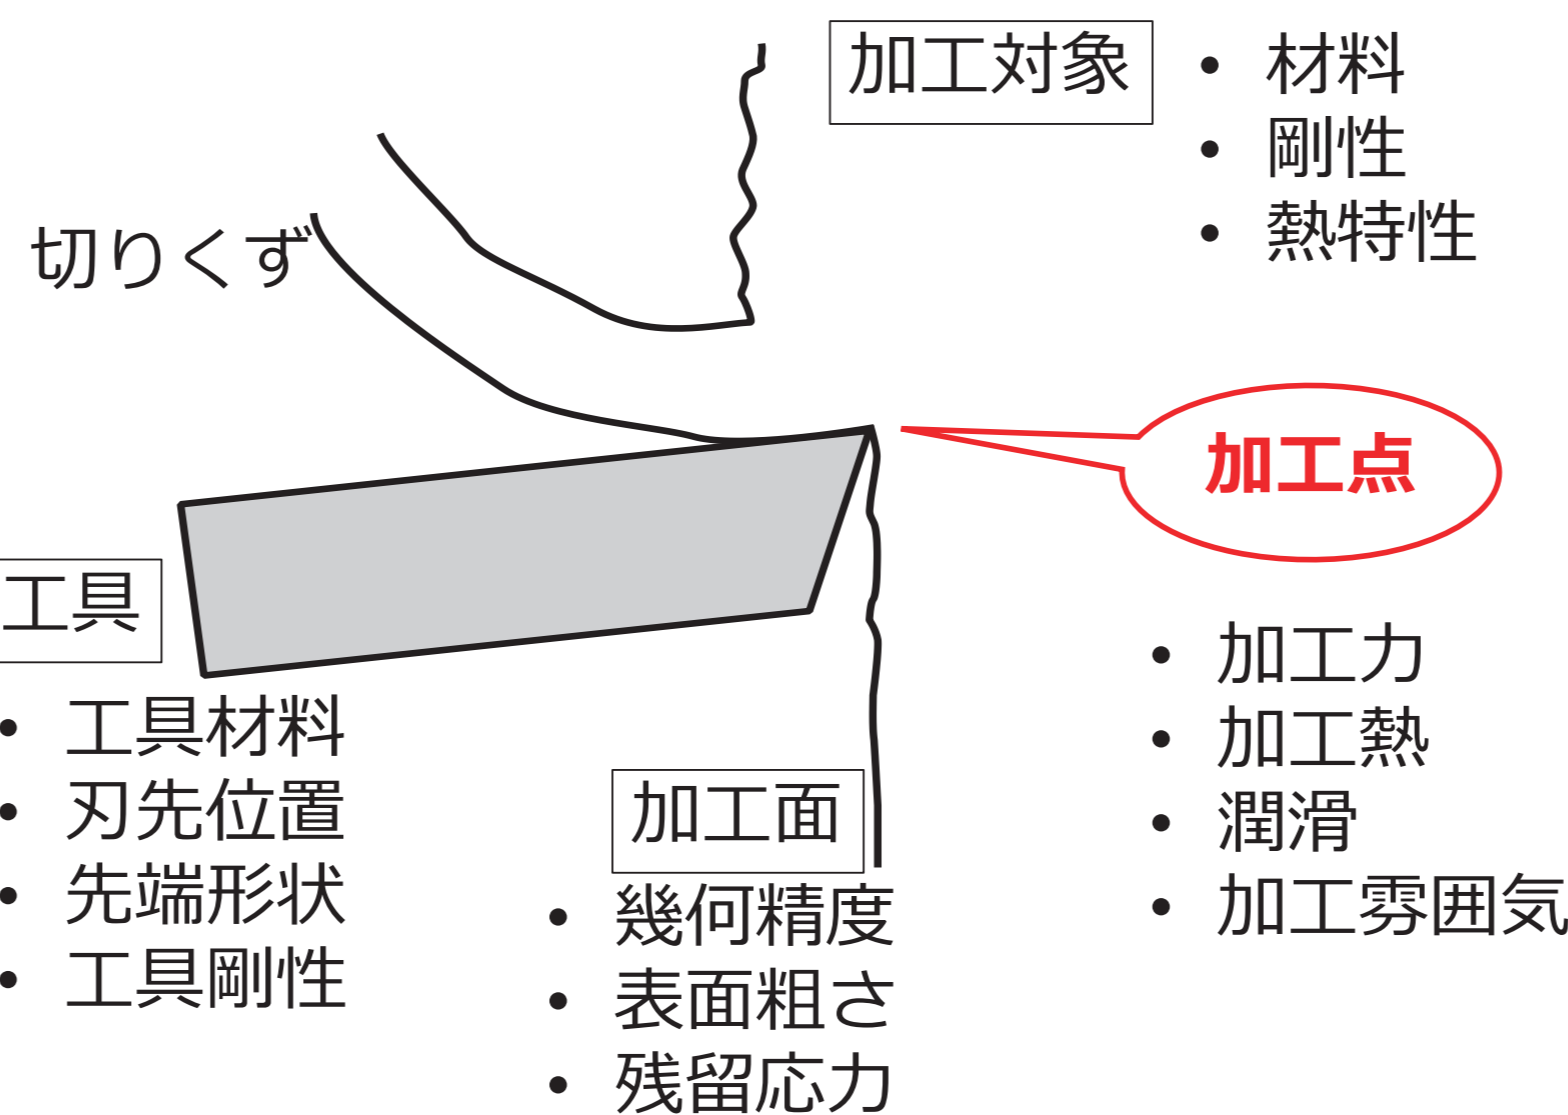 加工対象
• 材料
• 剛性
• 熱特性
切りくず
加工点
• 加工力
• 加工熱
• 潤滑
• 加工雰囲気
工具
• 工具材料
• 刃先位置
• 先端形状
• 工具剛性
加工面
• 幾何精度
• 表面粗さ
• 残留応力